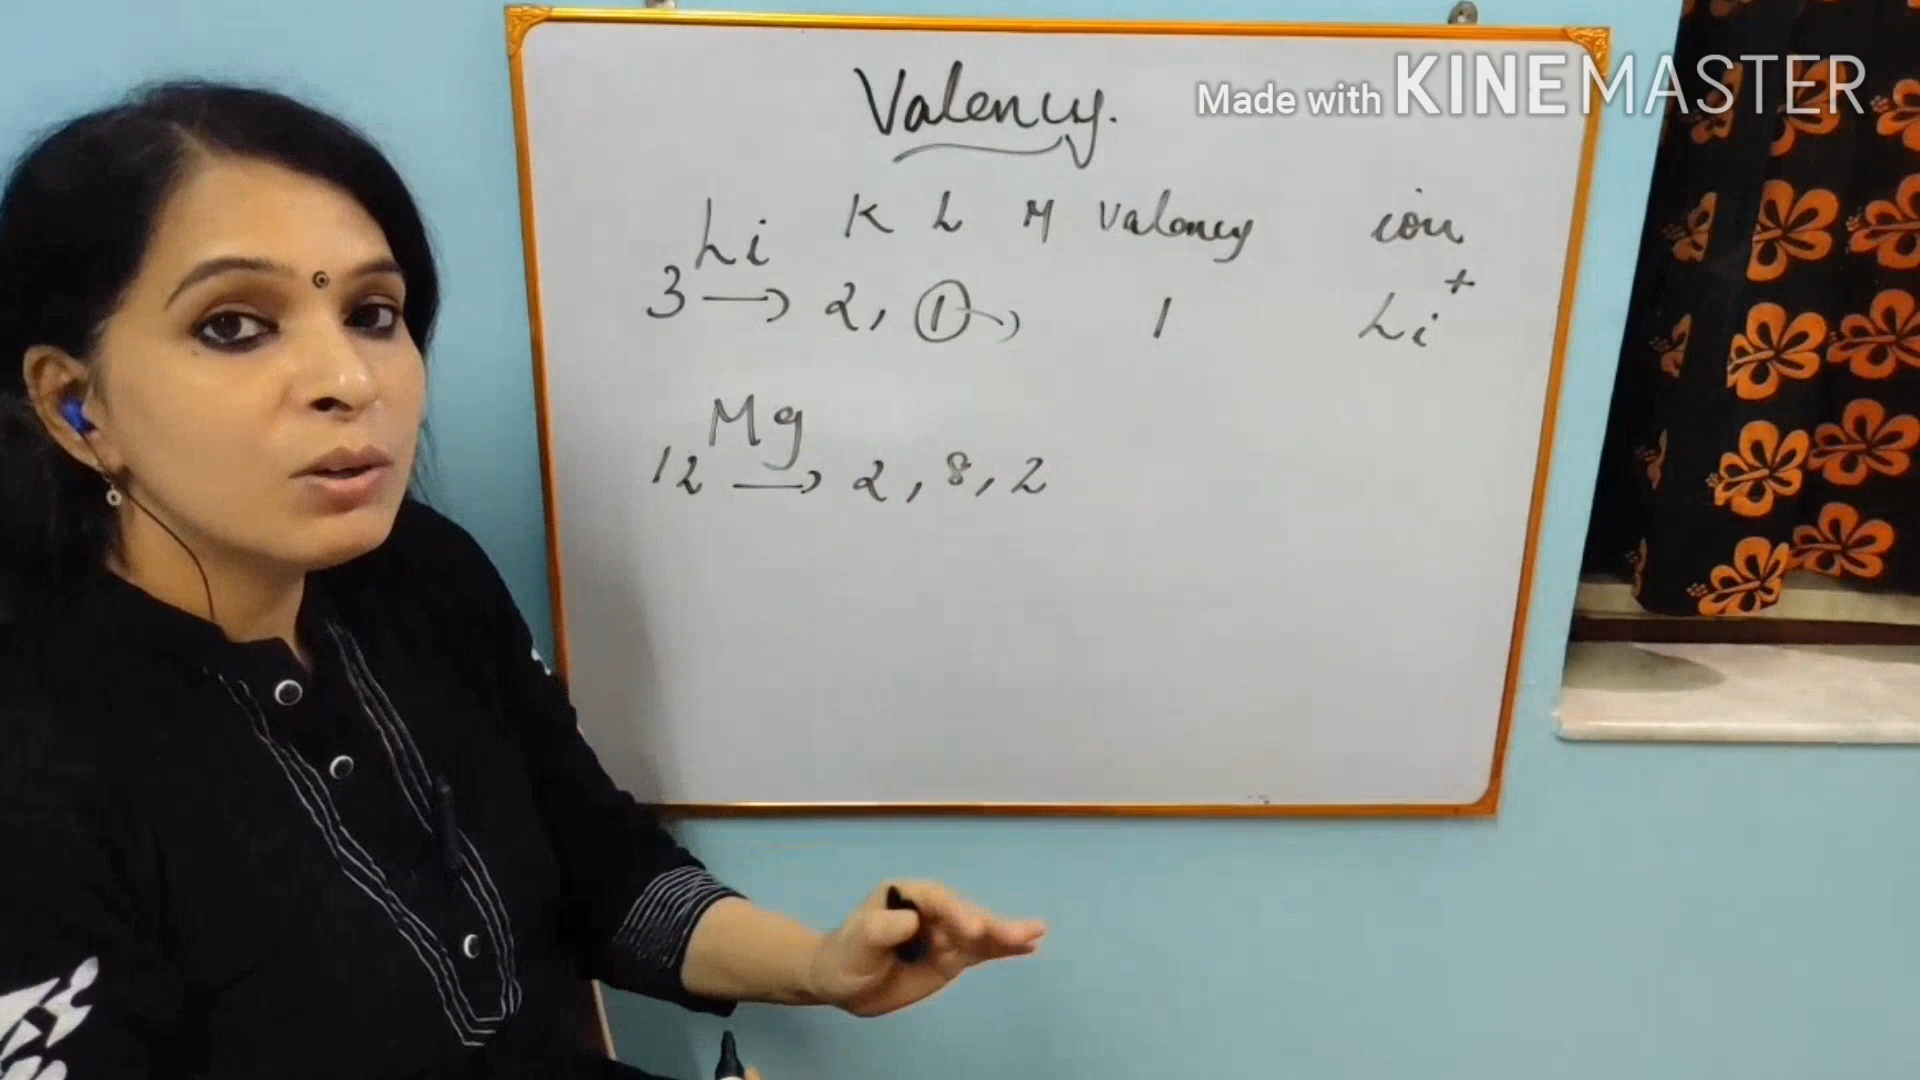 Valency.
Made with KINEMASTER
Li K L M Valency ion
3 → 2, 1 → 1 Li+
Mg
12 → 2, 8, 2